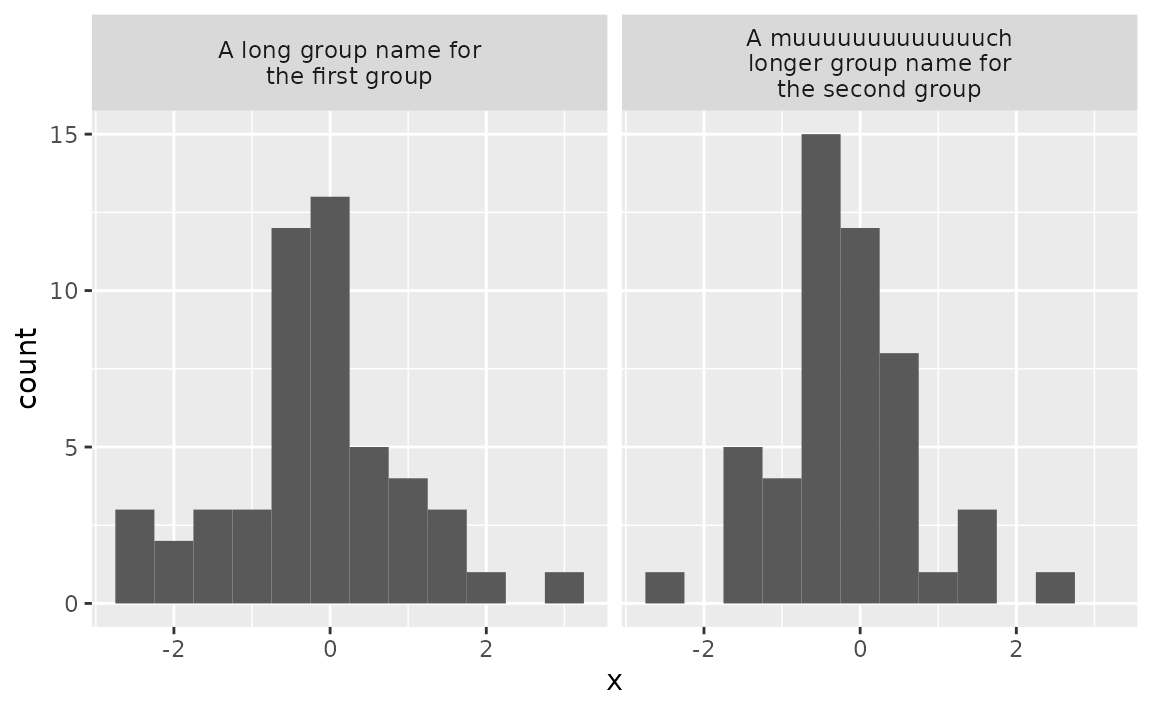 A long group name for
the first group
A muuuuuuuuuuuuuch
longer group name for
the second group
15
10
5
0
count
-2
0
2
-2
0
2
x